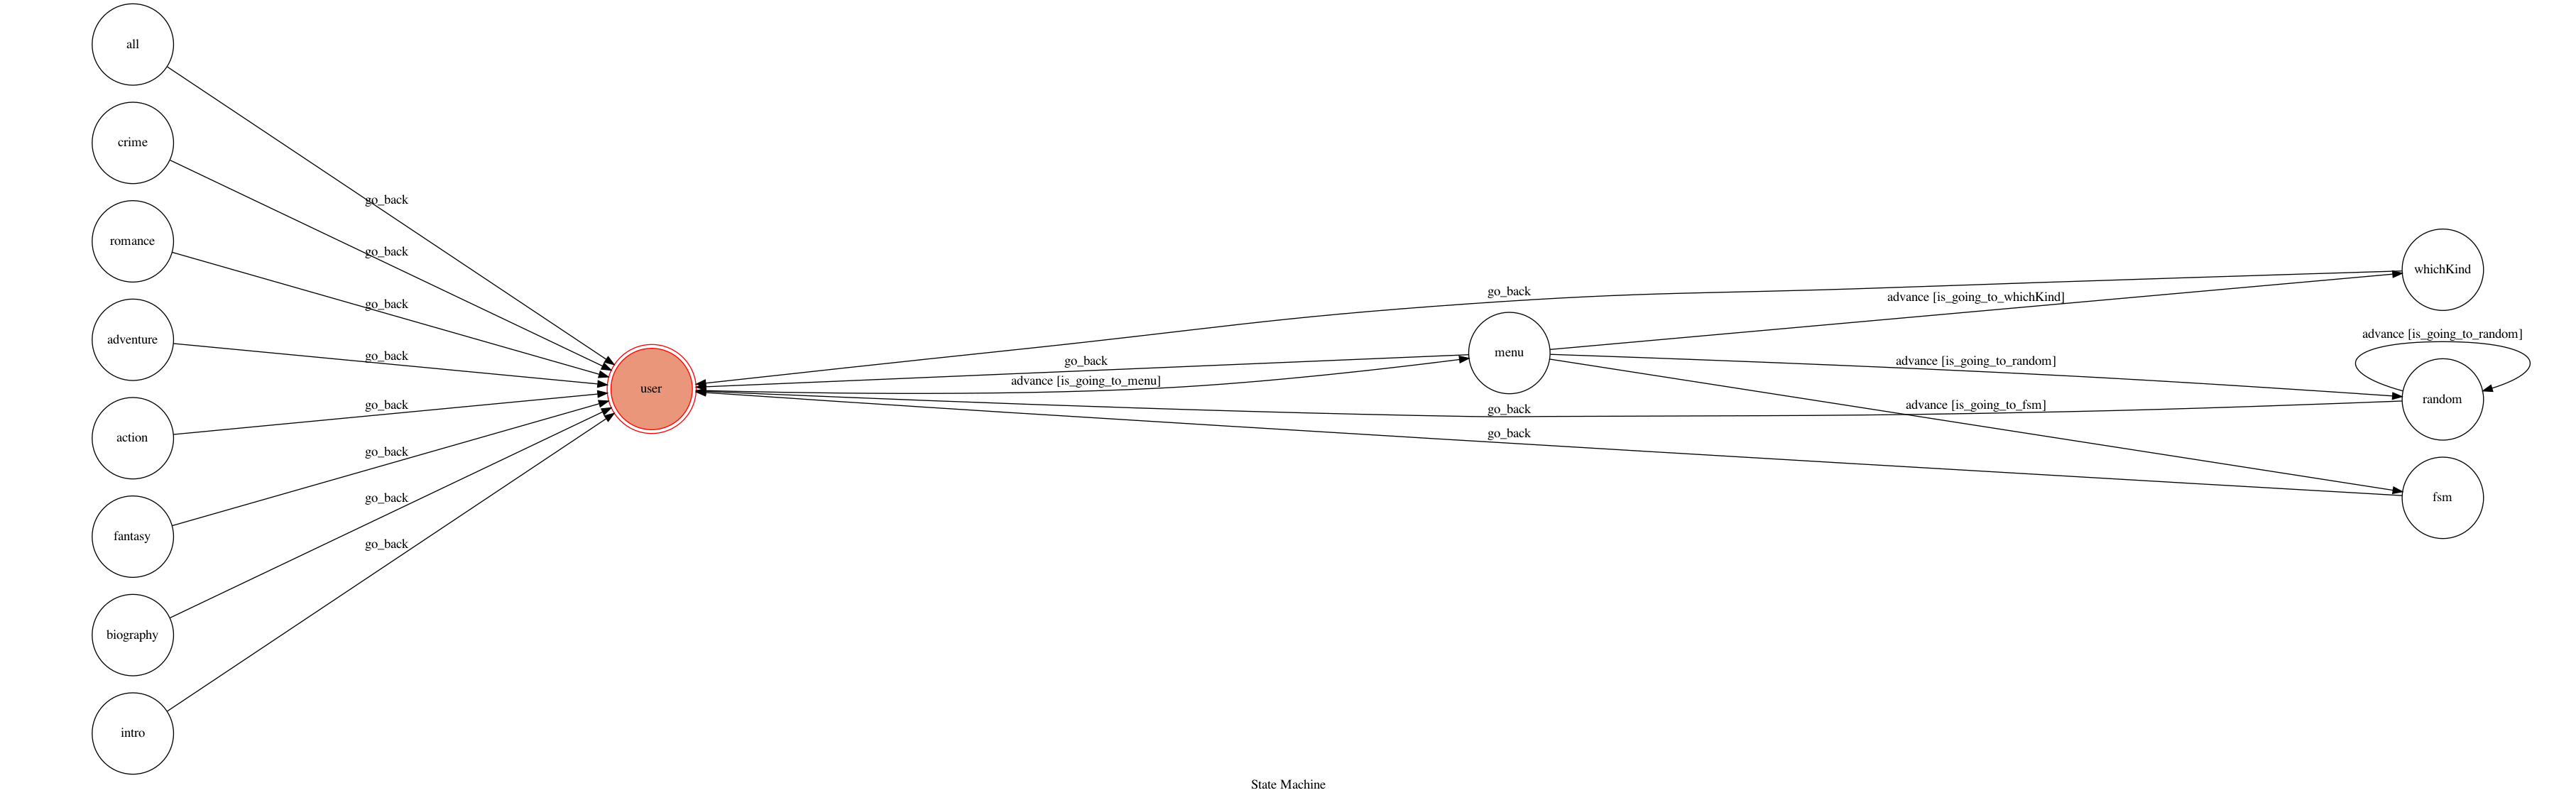 all
crime
romance
adventure
action
fantasy
biography
intro
go_back
go_back
go_back
go_back
go_back
go_back
go_back
go_back
user
go_back
go_back
advance [is_going_to_menu]
go_back
go_back
menu
advance [is_going_to_whichKind]
advance [is_going_to_random]
advance [is_going_to_fsm]
whichKind
advance [is_going_to_random]
random
fsm
State Machine